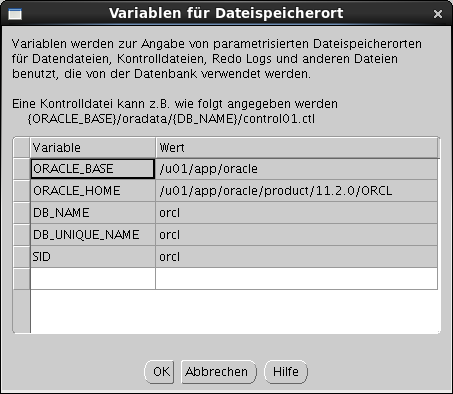 Variablen für Dateispeicherort
Variablen werden zur Angabe von parametrisierten Dateispeicherorten
für Datendateien, Kontrolldateien, Redo Logs und anderen Dateien
benutzt, die von der Datenbank verwendet werden.
Eine Kontrolldatei kann z.B. wie folgt angegeben werden
{ORACLE_BASE}/oradata/{DB_NAME}/control01.ctl
Variable Wert
ORACLE_BASE /u01/app/oracle
ORACLE_HOME /u01/app/oracle/product/11.2.0/ORCL
DB_NAME orcl
DB_UNIQUE_NAME orcl
SID orcl
OK Abbrechen Hilfe